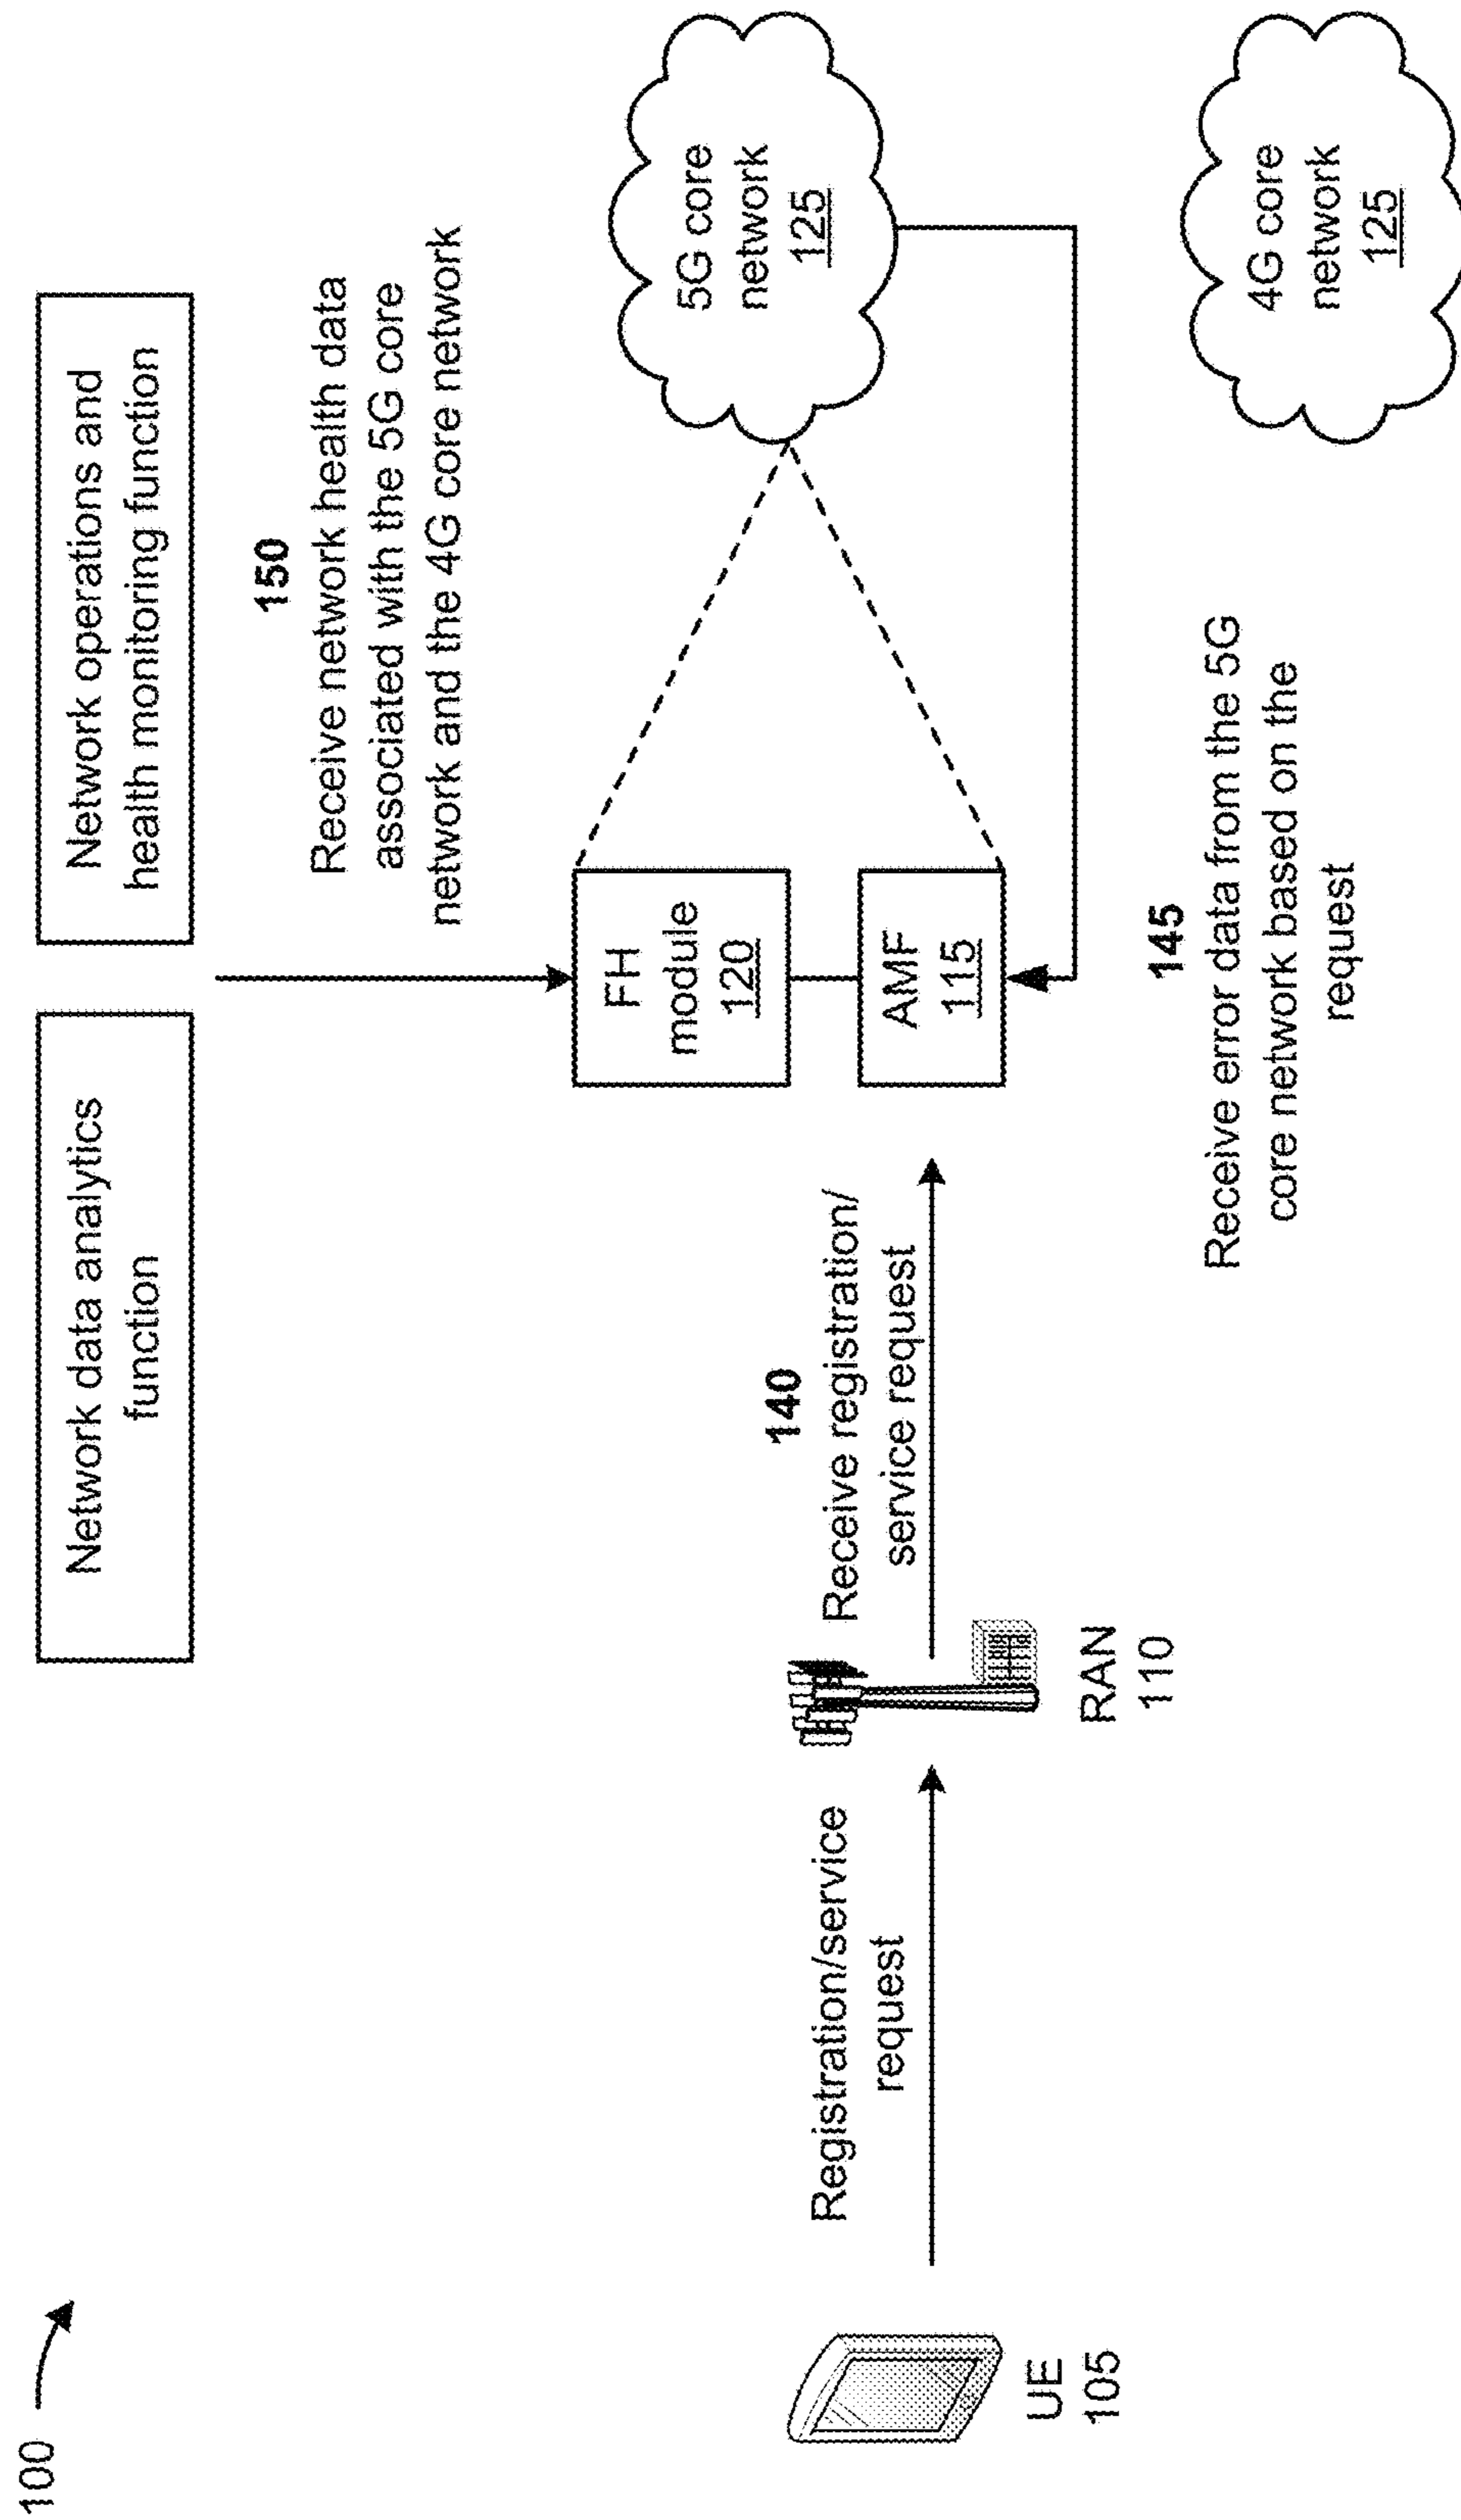 100
Network data analytics
function
Network operations and
health monitoring function
150
Receive network health data
associated with the 5G core
network and the 4G core network
FH
module
120
5G core
network
125
140
Receive registration/
service request
Registration/service
request
AMF
115
UE
105
RAN
110
145
Receive error data from the 5G
core network based on the
request
4G core
network
125